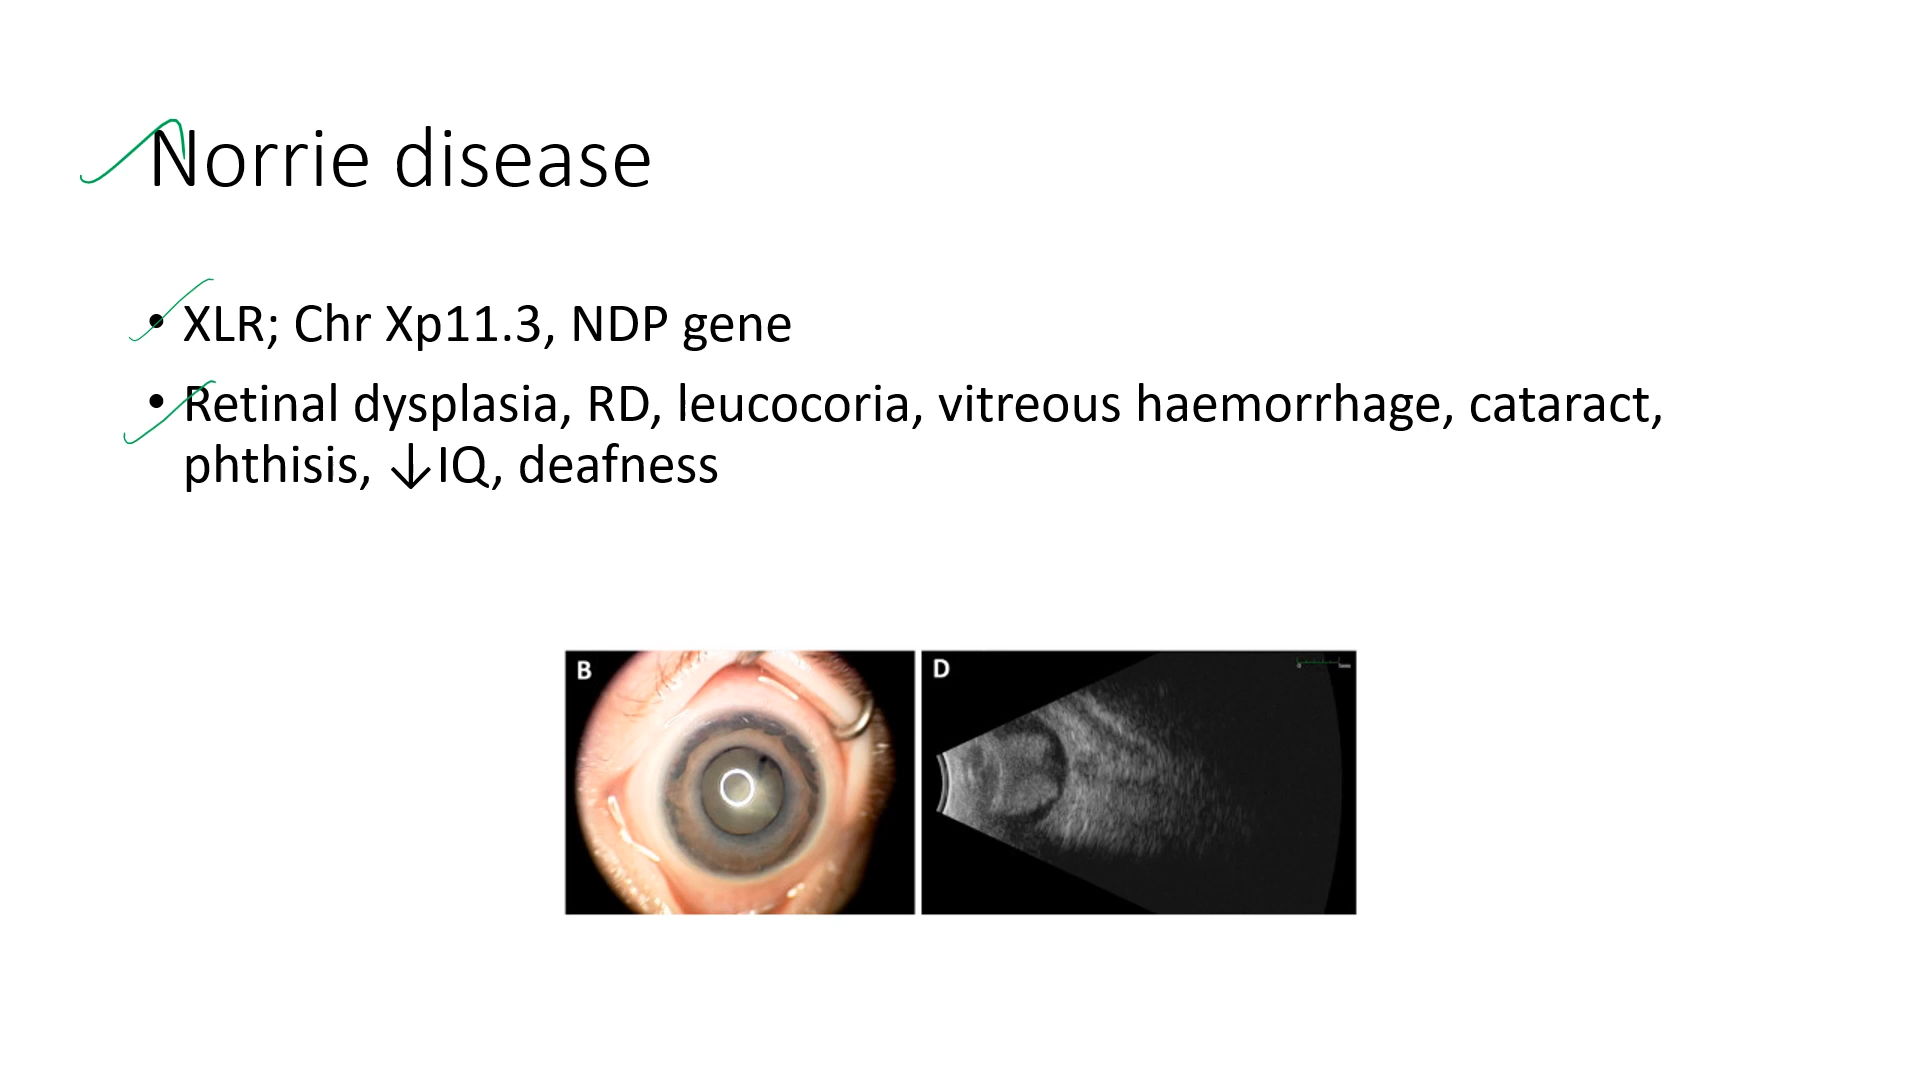 Norrie disease
• XLR; Chr Xp11.3, NDP gene
• Retinal dysplasia, RD, leucocoria, vitreous haemorrhage, cataract,
phthisis, ↓IQ, deafness
B
D